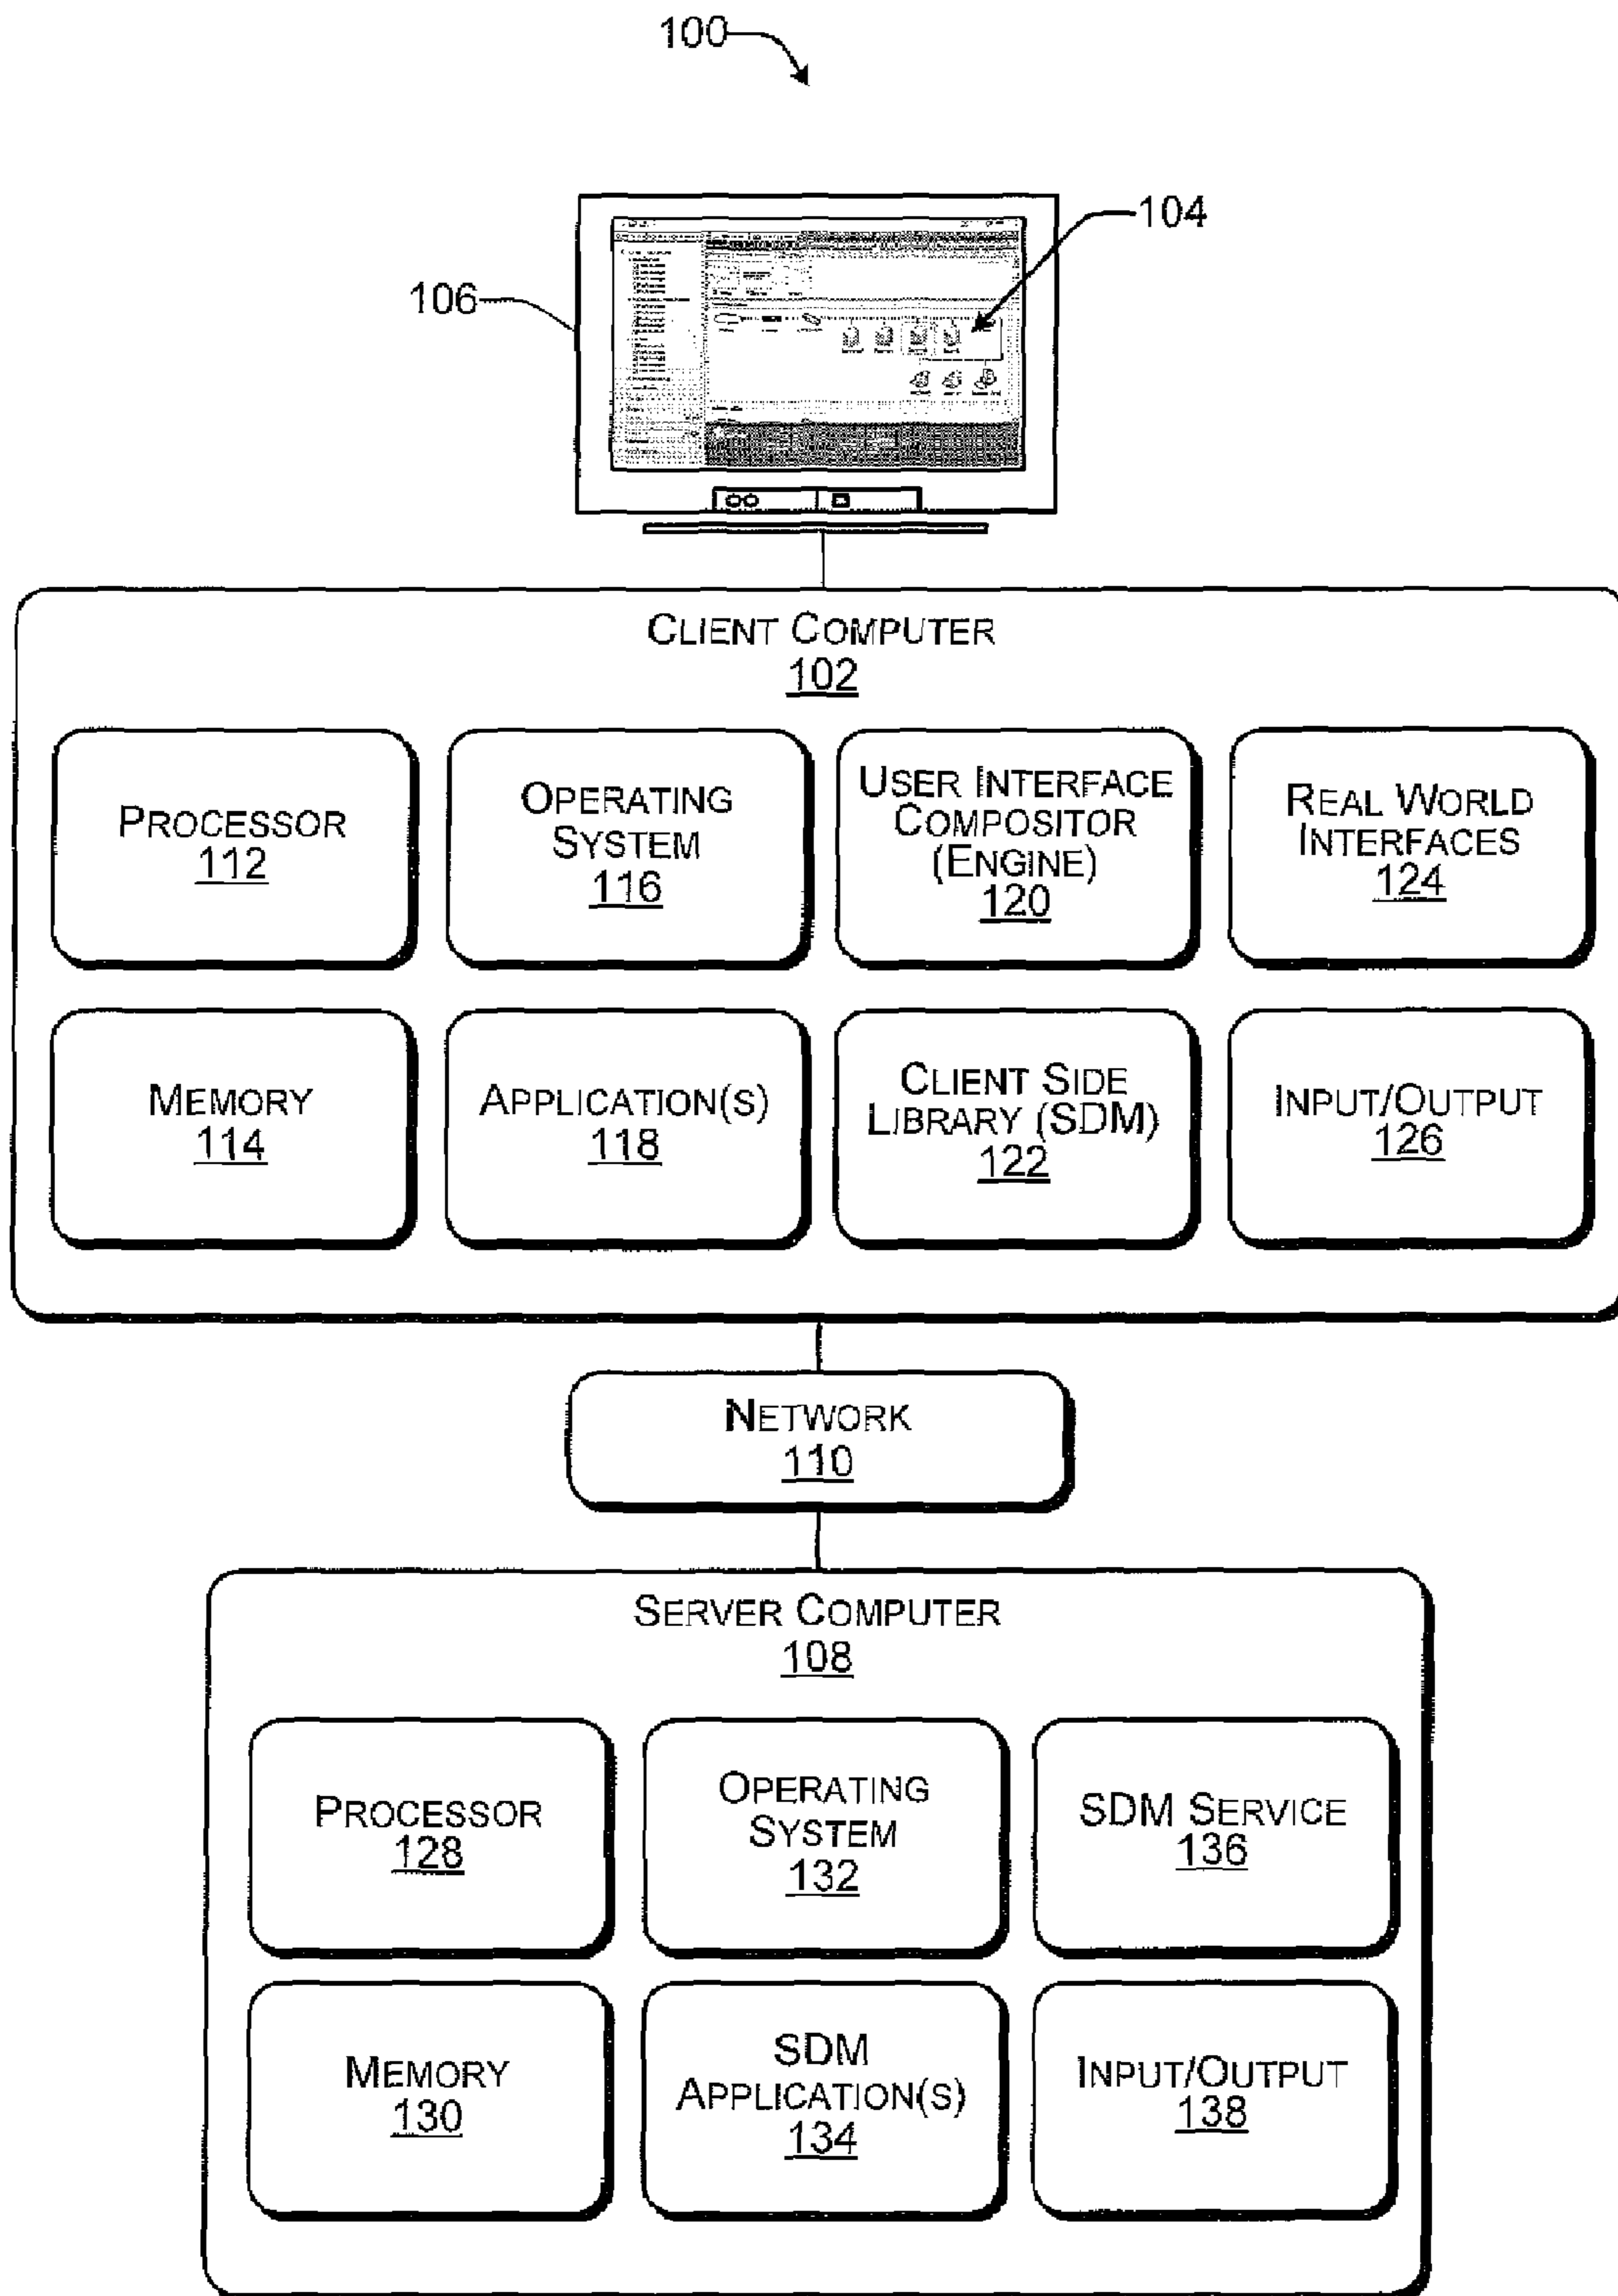 100
104
106
CLIENT COMPUTER
102
PROCESSOR
112
OPERATING
SYSTEM
116
USER INTERFACE
COMPOSITOR
(ENGINE)
120
REAL WORLD
INTERFACES
124
MEMORY
114
APPLICATION(S)
118
CLIENT SIDE
LIBRARY (SDM)
122
INPUT/OUTPUT
126
NETWORK
110
SERVER COMPUTER
108
PROCESSOR
128
OPERATING
SYSTEM
132
SDM SERVICE
136
MEMORY
130
SDM
APPLICATION(S)
134
INPUT/OUTPUT
138